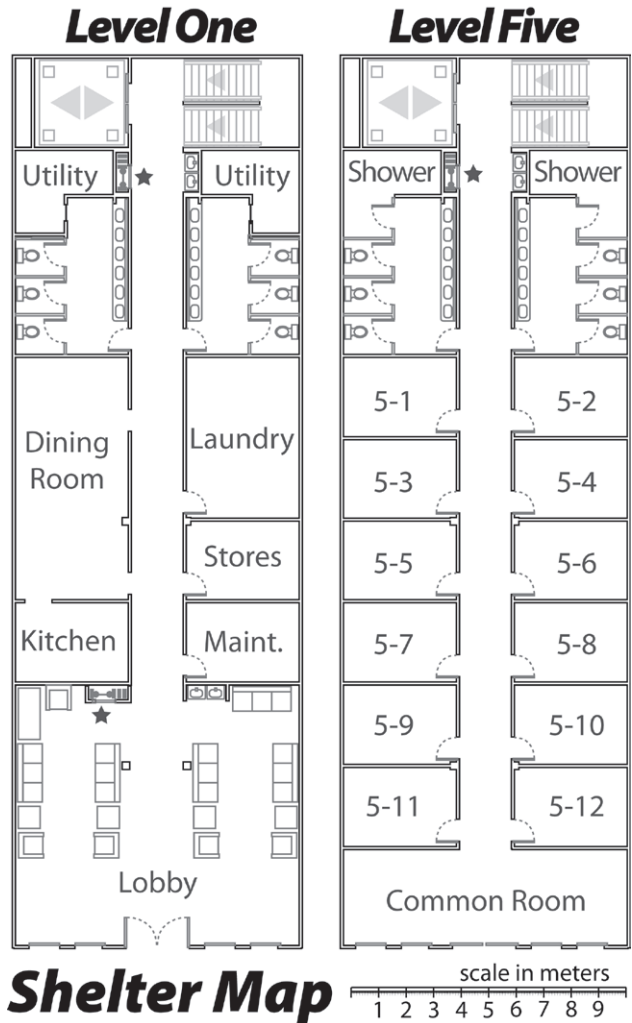 Level One
Level Five
Utility
Utility
Shower
Shower
Dining
Room
Laundry
Stores
Kitchen
Maint.
Lobby
5-1
5-2
5-3
5-4
5-5
5-6
5-7
5-8
5-9
5-10
5-11
5-12
Common Room
Shelter Map
scale in meters
1 2 3 4 5 6 7 8 9